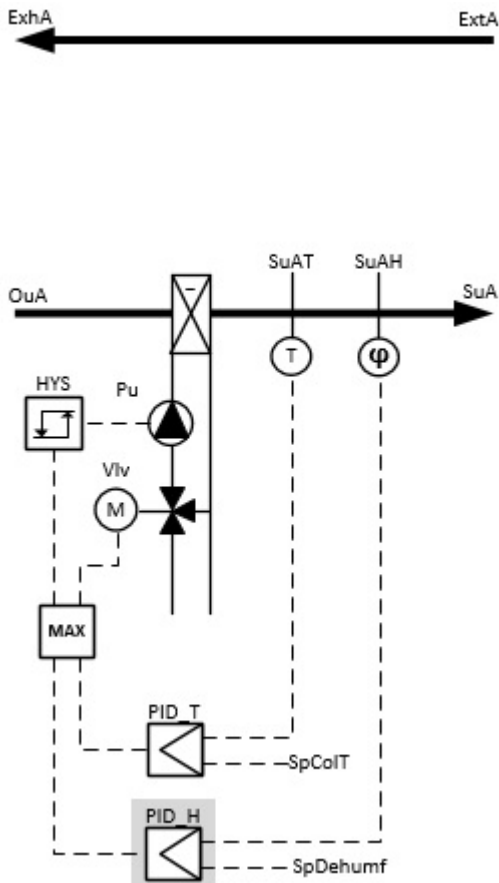 ExhA
ExtA
SuAT
SuAH
OuA
SuA
T
φ
HYS
Pu
Vlv
M
MAX
PID_T
SpColT
PID_H
SpDehumf